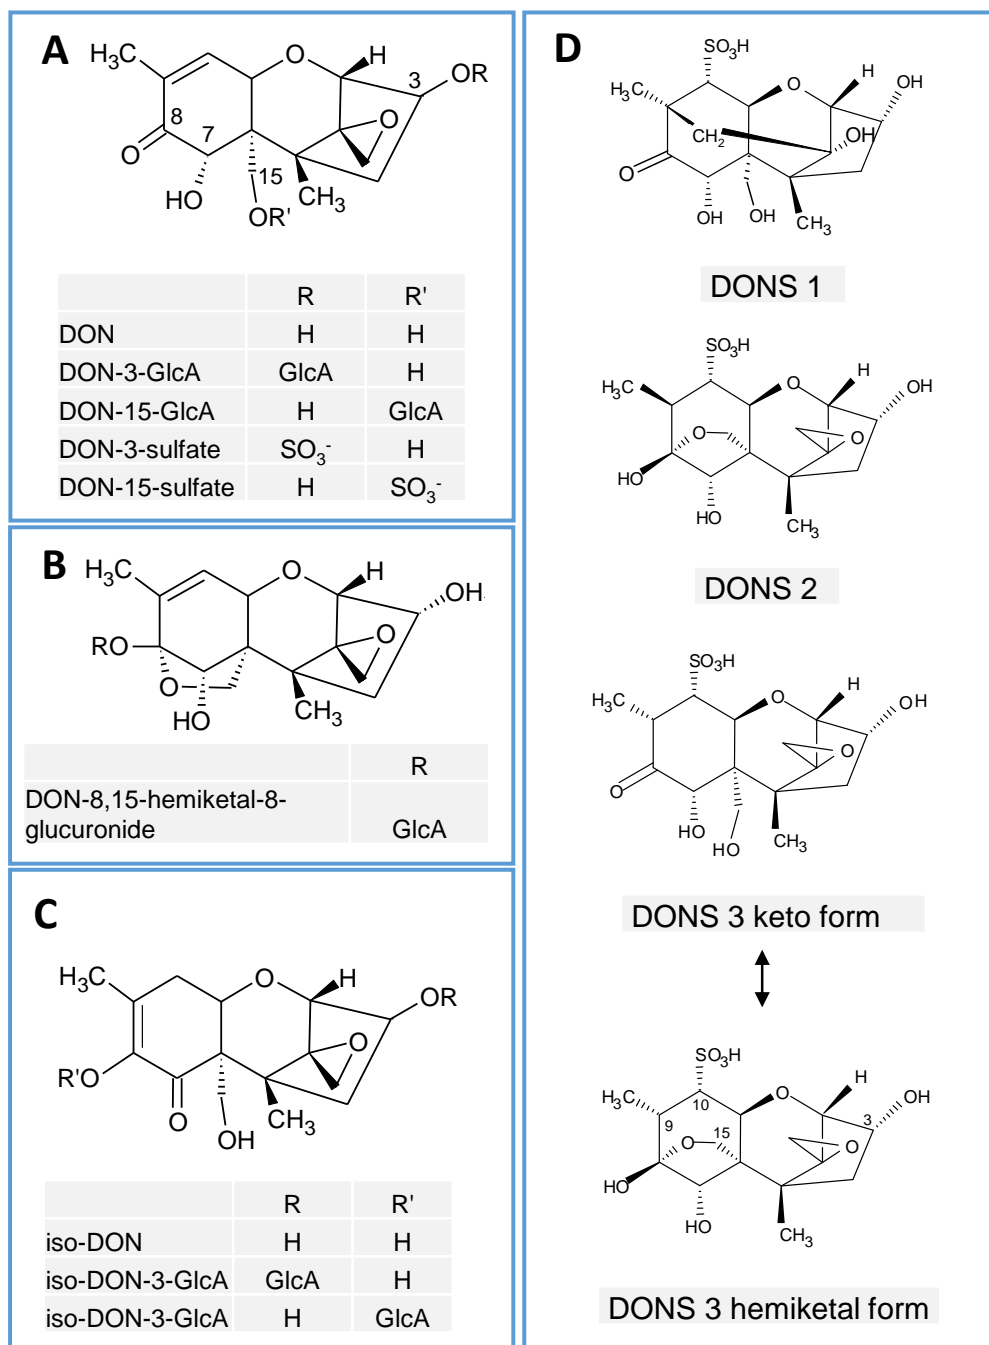 A
H3C
O
H
3
OR
8
7
O
O
HO
15
CH3
OR'
R R'
DON H H
DON-3-GlcA GlcA H
DON-15-GlcA H GlcA
DON-3-sulfate SO3- H
DON-15-sulfate H SO3-
B
H3C
O
H
OH
RO
O
O
HO
CH3
R
DON-8,15-hemiketal-8-
glucuronide GlcA
C
H3C
O
H
OR
R'O
O
O
CH3
OH
R R'
iso-DON H H
iso-DON-3-GlcA GlcA H
iso-DON-3-GlcA H GlcA
D
SO3H
H3C
O
H
OH
CH2
OH
O
OH
OH
CH3
DONS 1
SO3H
H3C
O
H
OH
O
O
HO
HO
CH3
DONS 2
SO3H
H3C
O
H
OH
O
O
HO
HO
CH3
DONS 3 keto form
SO3H
H3C
10
O
H
OH
9
15
3
O
O
HO
HO
CH3
DONS 3 hemiketal form